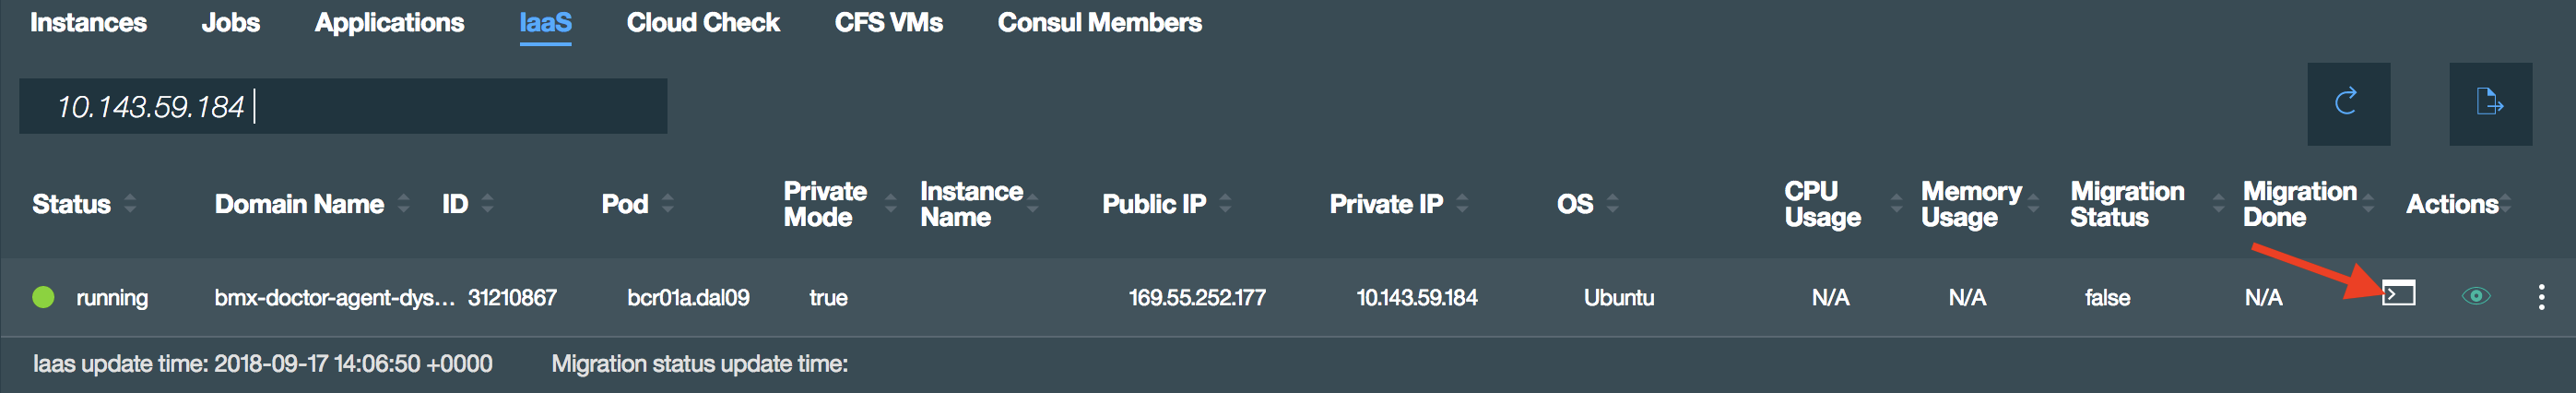 Instances Jobs Applications IaaS Cloud Check CFS VMs Consul Members
10.143.59.184
Status Domain Name ID Pod Private Mode Instance Name Public IP Private IP OS CPU Usage Memory Usage Migration Status Migration Done Actions
running bmx-doctor-agent-dys... 31210867 bcr01a.dal09 true 169.55.252.177 10.143.59.184 Ubuntu N/A N/A false N/A
Iaas update time: 2018-09-17 14:06:50 +0000 Migration status update time: